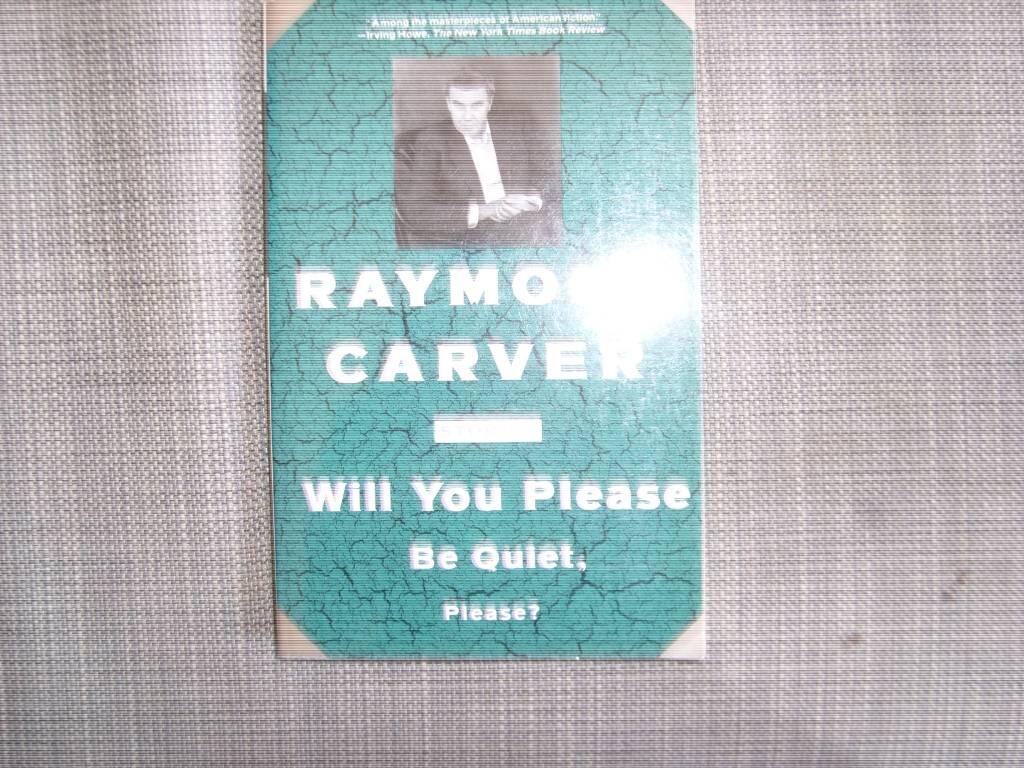 "Among the masterpieces of American fiction."
—Irving Howe, The New York Times Book Review
CARVER
Will You Please
Be Quiet,
Please?